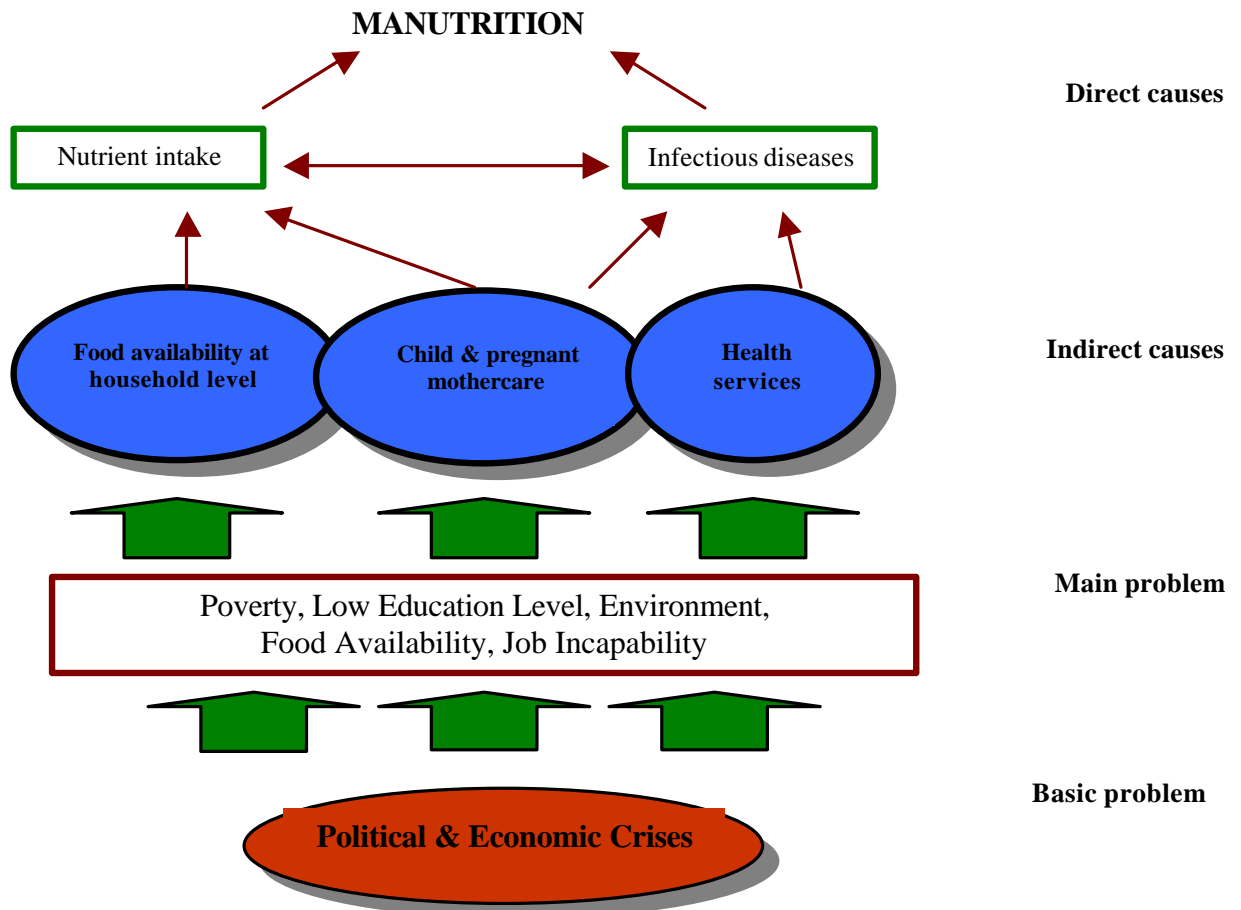 MANUTRITION
Direct causes
Nutrient intake
Infectious diseases
Food availability at
household level
Child & pregnant
mothercare
Health
services
Indirect causes
Main problem
Poverty, Low Education Level, Environment,
Food Availability, Job Incapability
Basic problem
Political & Economic Crises